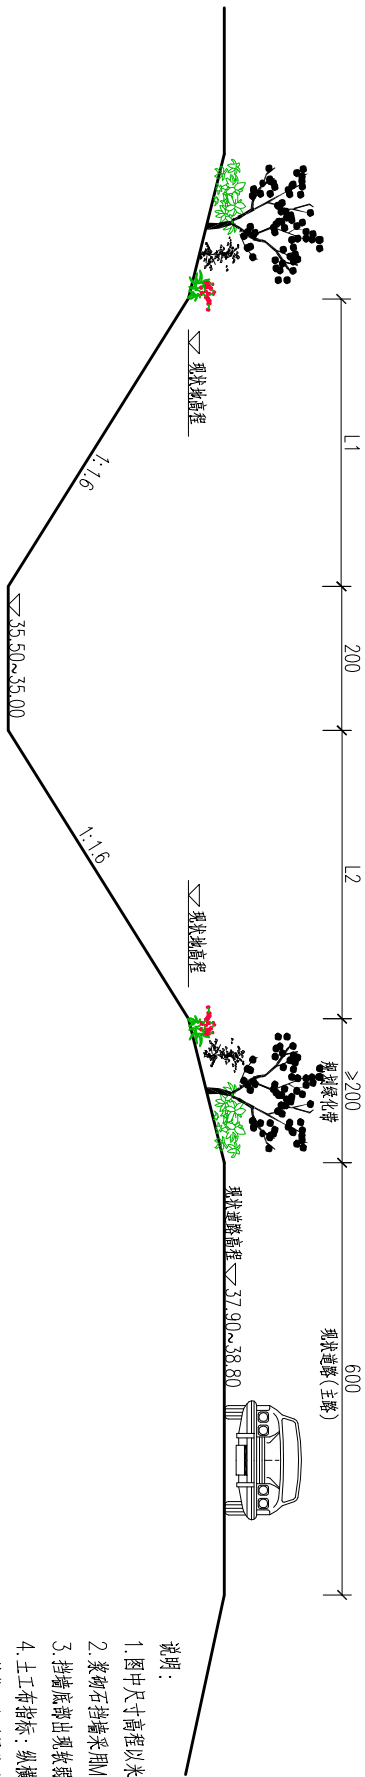 L1
200
L2
≥200
规划绿化带
600
现状道路(主路)
现状地高程
现状地高程
1:1.6
1:1.6
35.50~35.00
现状道路高程
37.90~38.80
说明:
1.图中尺寸高程以米
2.浆砌石挡墙采用M
3.挡墙底部出现软弱
4.土工布指标:纵横